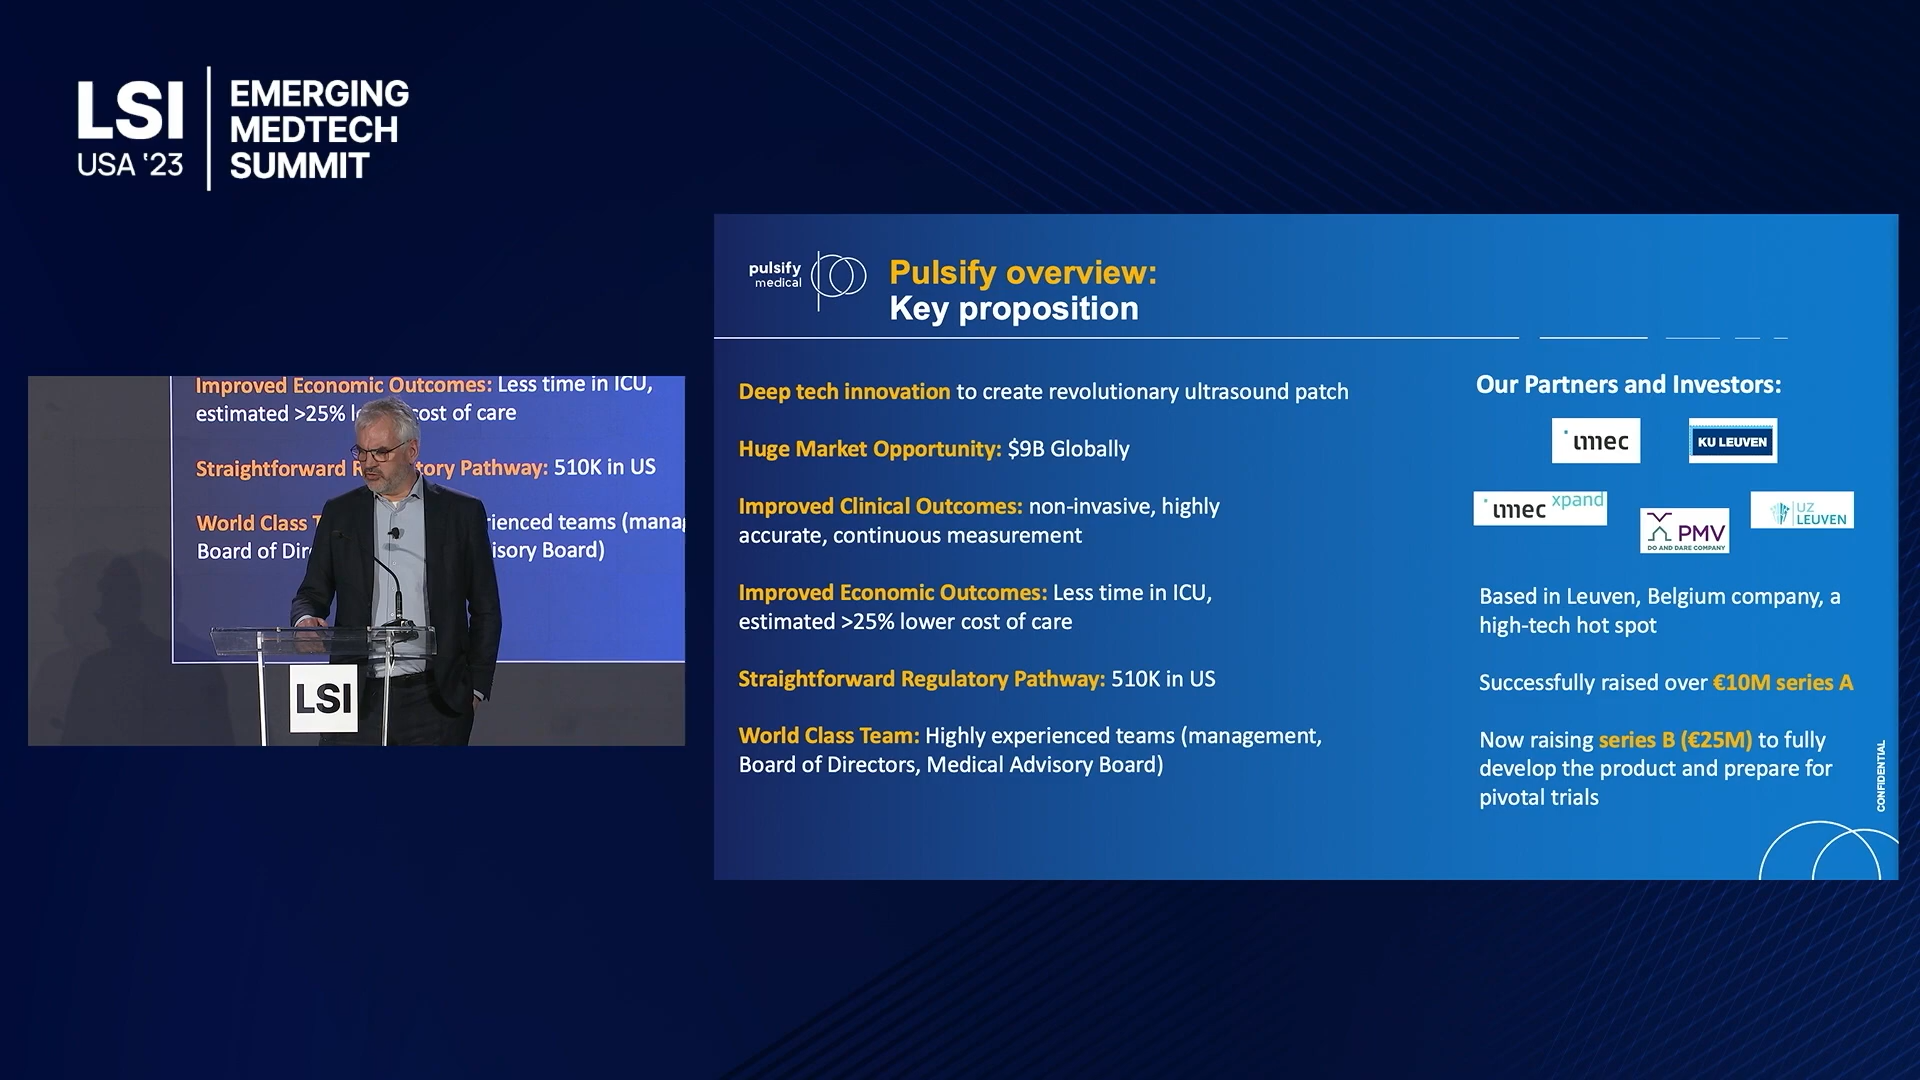 LSI
USA '23
EMERGING
MEDTECH
SUMMIT
Improved Economic Outcomes: Less time in ICU,
estimated >25% cost of care
Straightforward Pathway: 510K in US
World Class
Board of isory Board)
LSI
pulsify
medical
Pulsify overview:
Key proposition
Deep tech innovation to create revolutionary ultrasound patch
Huge Market Opportunity: $9B Globally
Improved Clinical Outcomes: non-invasive, highly
accurate, continuous measurement
Improved Economic Outcomes: Less time in ICU,
estimated >25% lower cost of care
Straightforward Regulatory Pathway: 510K in US
World Class Team: Highly experienced teams (management,
Board of Directors, Medical Advisory Board)
Our Partners and Investors:
imec
KU LEUVEN
imec xpand
PMV
DO AND DARE COMPANY
UZ
LEUVEN
Based in Leuven, Belgium company, a
high-tech hot spot
Successfully raised over €10M series A
Now raising series B (€25M) to fully
develop the product and prepare for
pivotal trials
CONFIDENTIAL